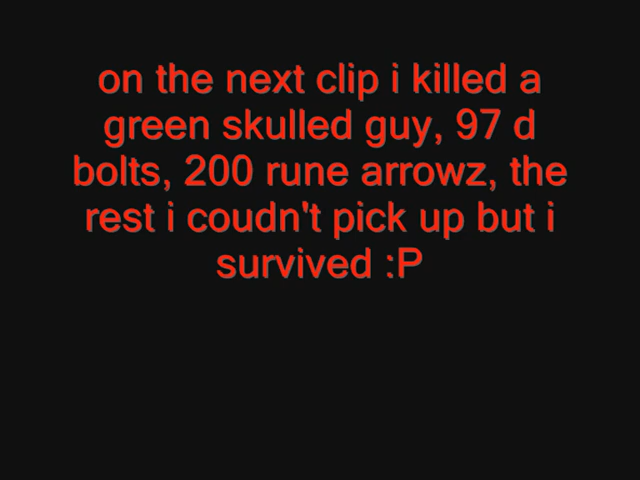 on the next clip i killed a
green skulled guy, 97 d
bolts, 200 rune arrowz, the
rest i coudn't pick up but i
survived :P